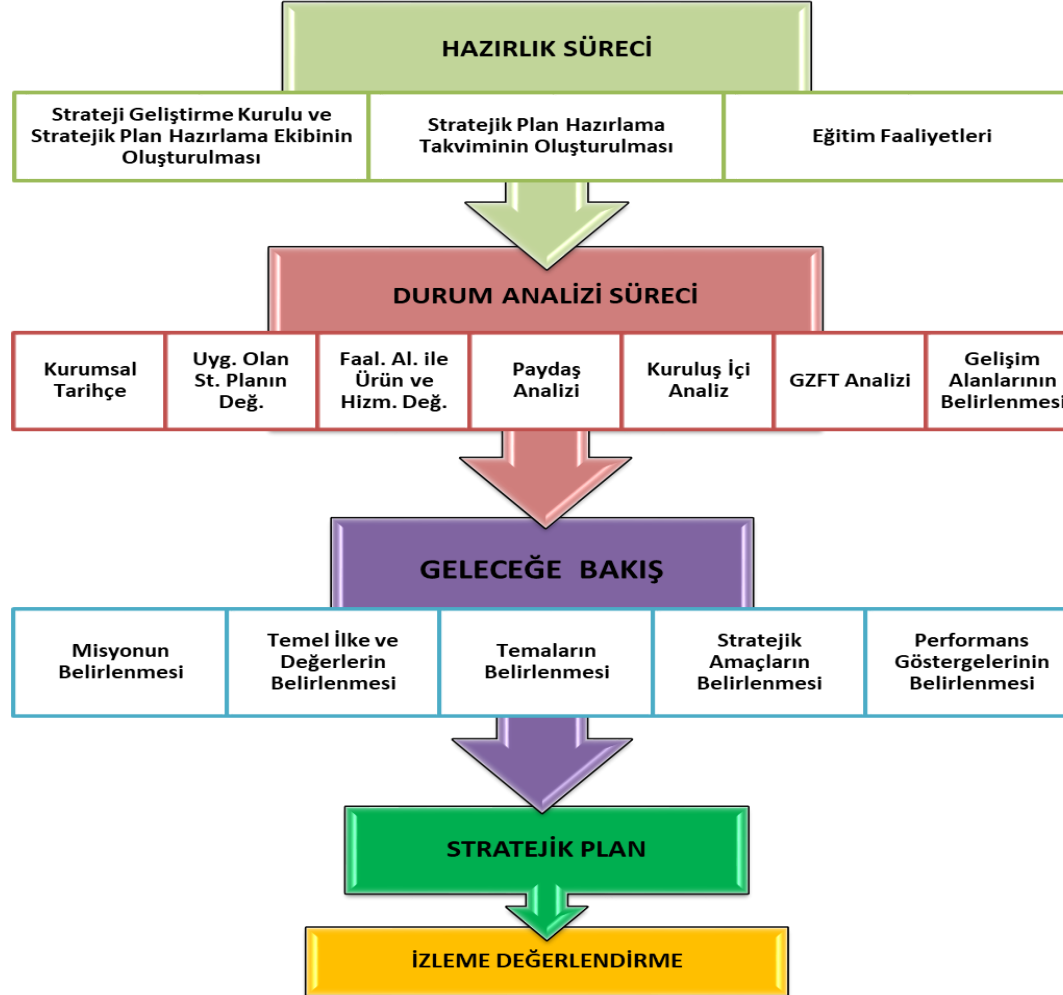 HAZIRLIK SÜRECİ
Strateji Geliştirme Kurulu ve
Stratejik Plan Hazırlama Ekibinin
Oluşturulması
Stratejik Plan Hazırlama
Takviminin Oluşturulması
Eğitim Faaliyetleri
DURUM ANALİZİ SÜRECİ
Kurumsal
Tarihçe
Uyg. Olan
St. Planın
Değ.
Faal. Al. ile
Ürün ve
Hizm. Değ.
Paydaş
Analizi
Kuruluş İçi
Analiz
GZFT Analizi
Gelişim
Alanlarının
Belirlenmesi
GELECEĞE BAKIŞ
Misyonun
Belirlenmesi
Temel İlke ve
Değerlerin
Belirlenmesi
Temaların
Belirlenmesi
Stratejik
Amaçların
Belirlenmesi
Performans
Göstergelerinin
Belirlenmesi
STRATEJİK PLAN
İZLEME DEĞERLENDİRME